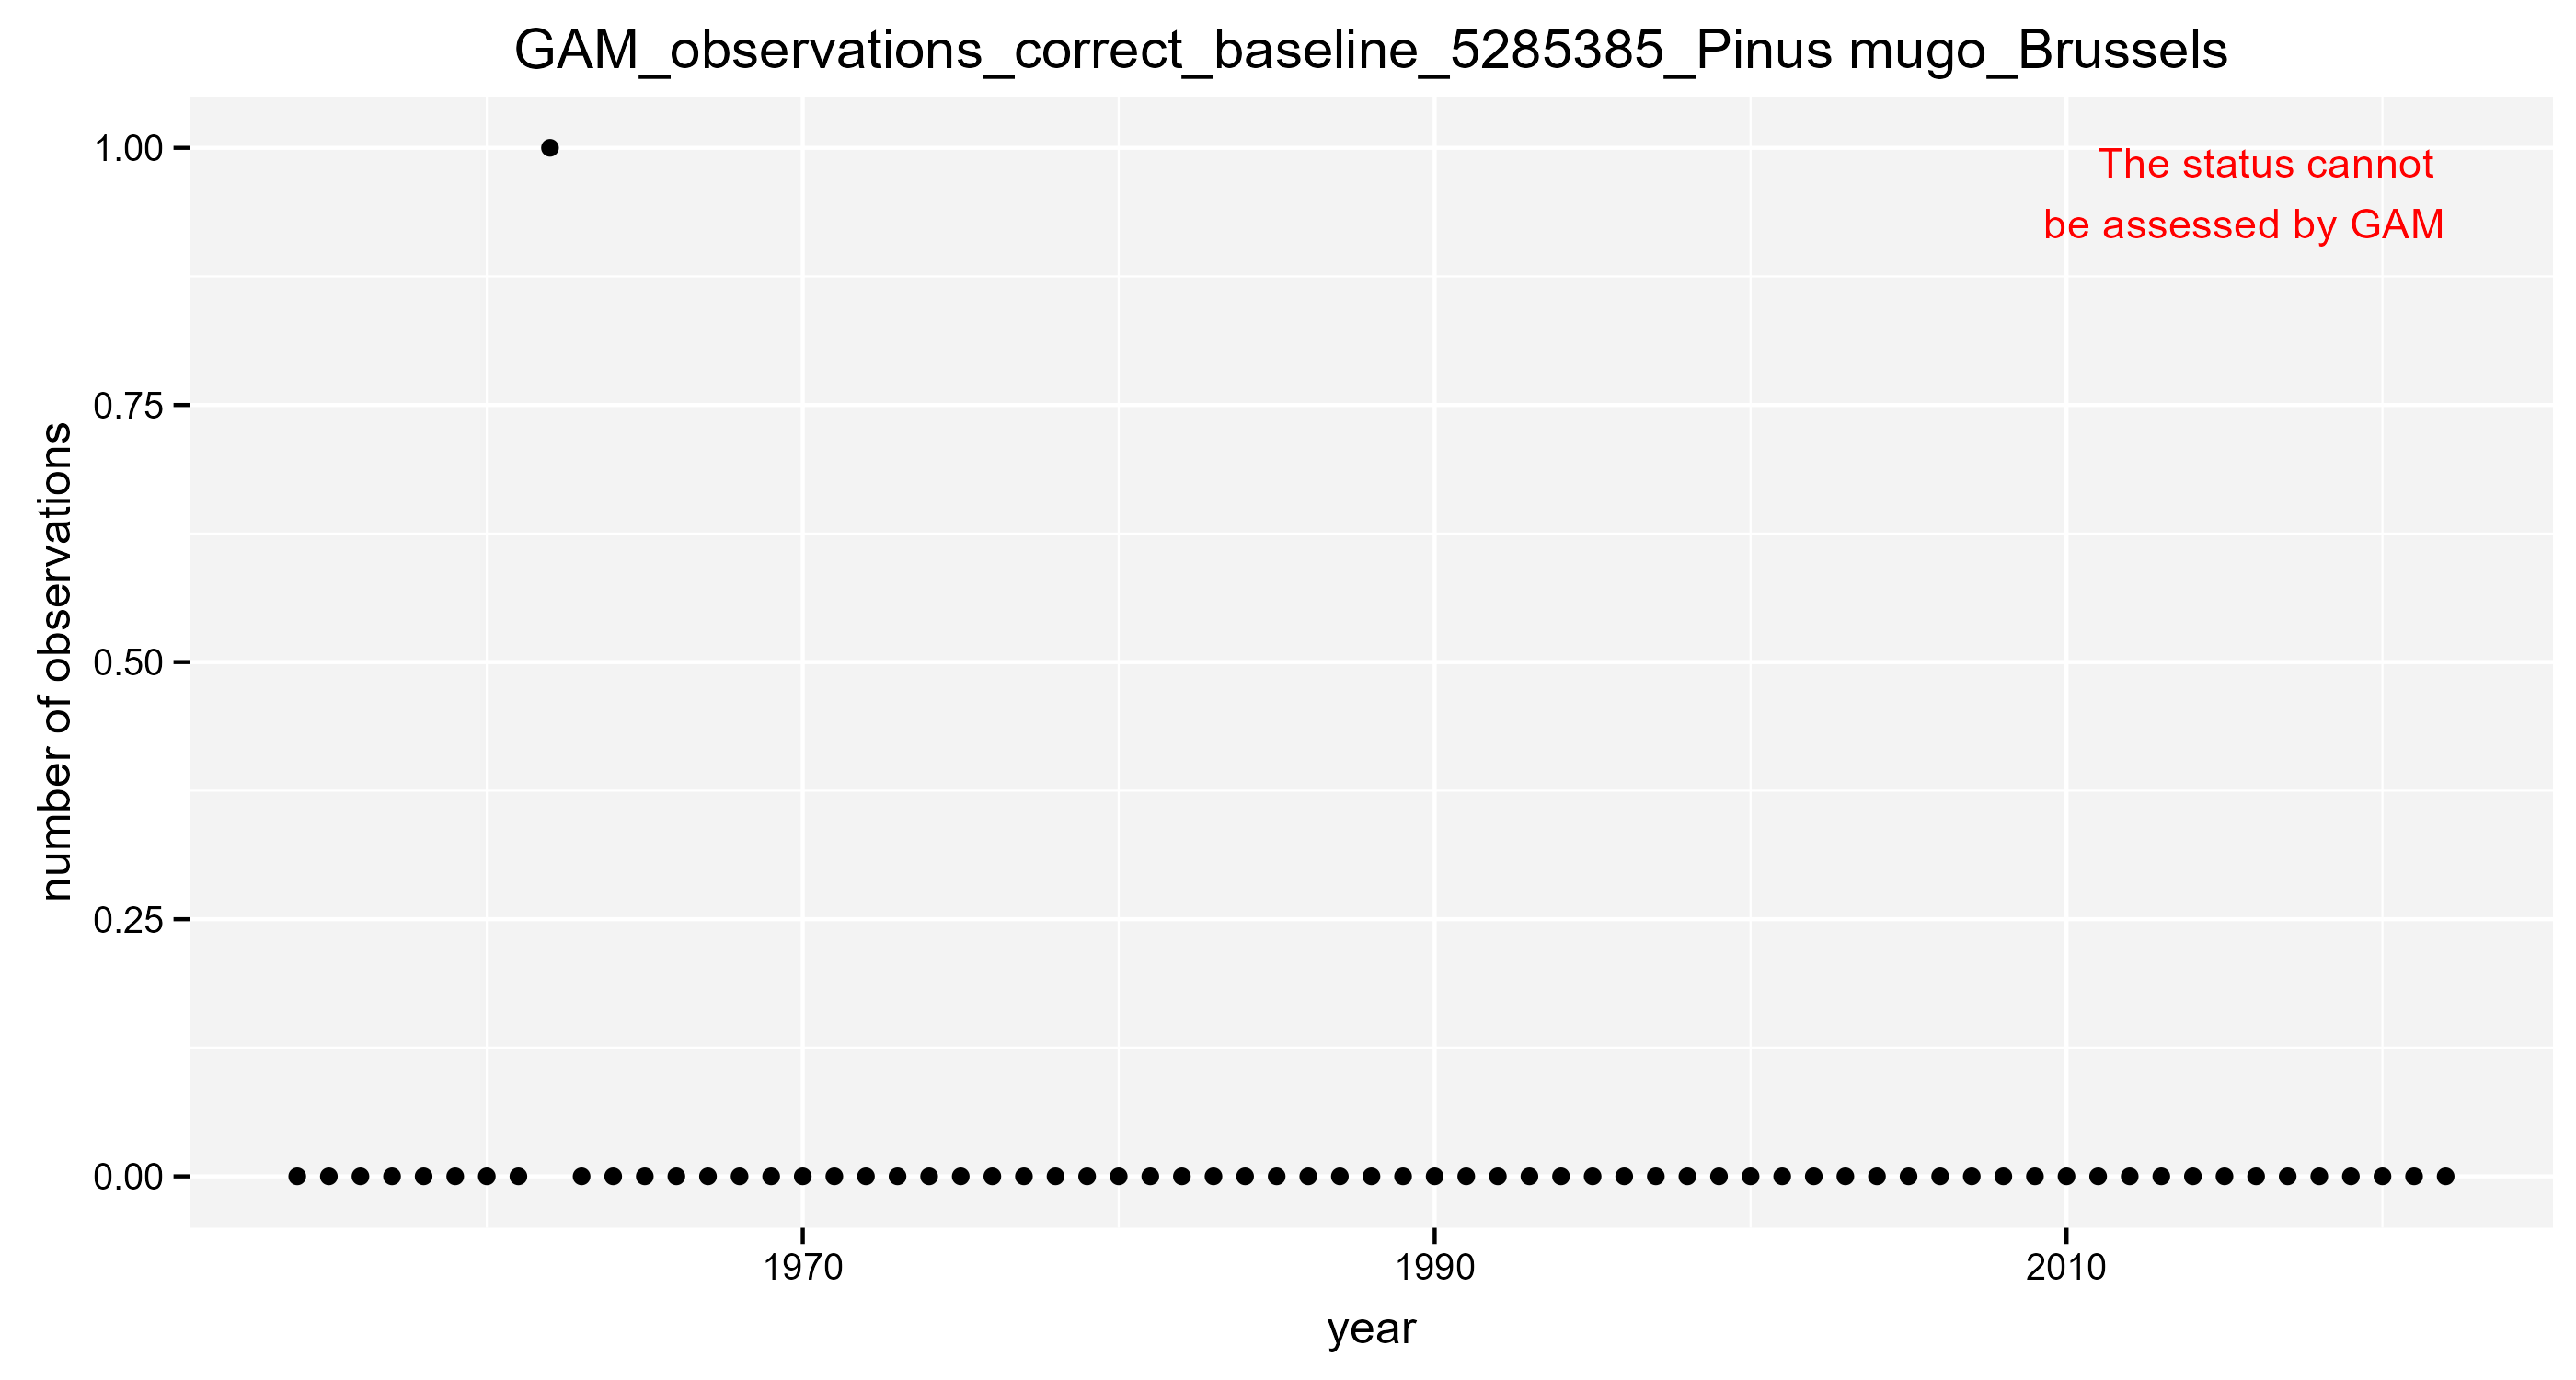 GAM_observations_correct_baseline_5285385_Pinus mugo_Brussels
The status cannot
be assessed by GAM
number of observations
1.00
0.75
0.50
0.25
0.00
1970
1990
2010
year